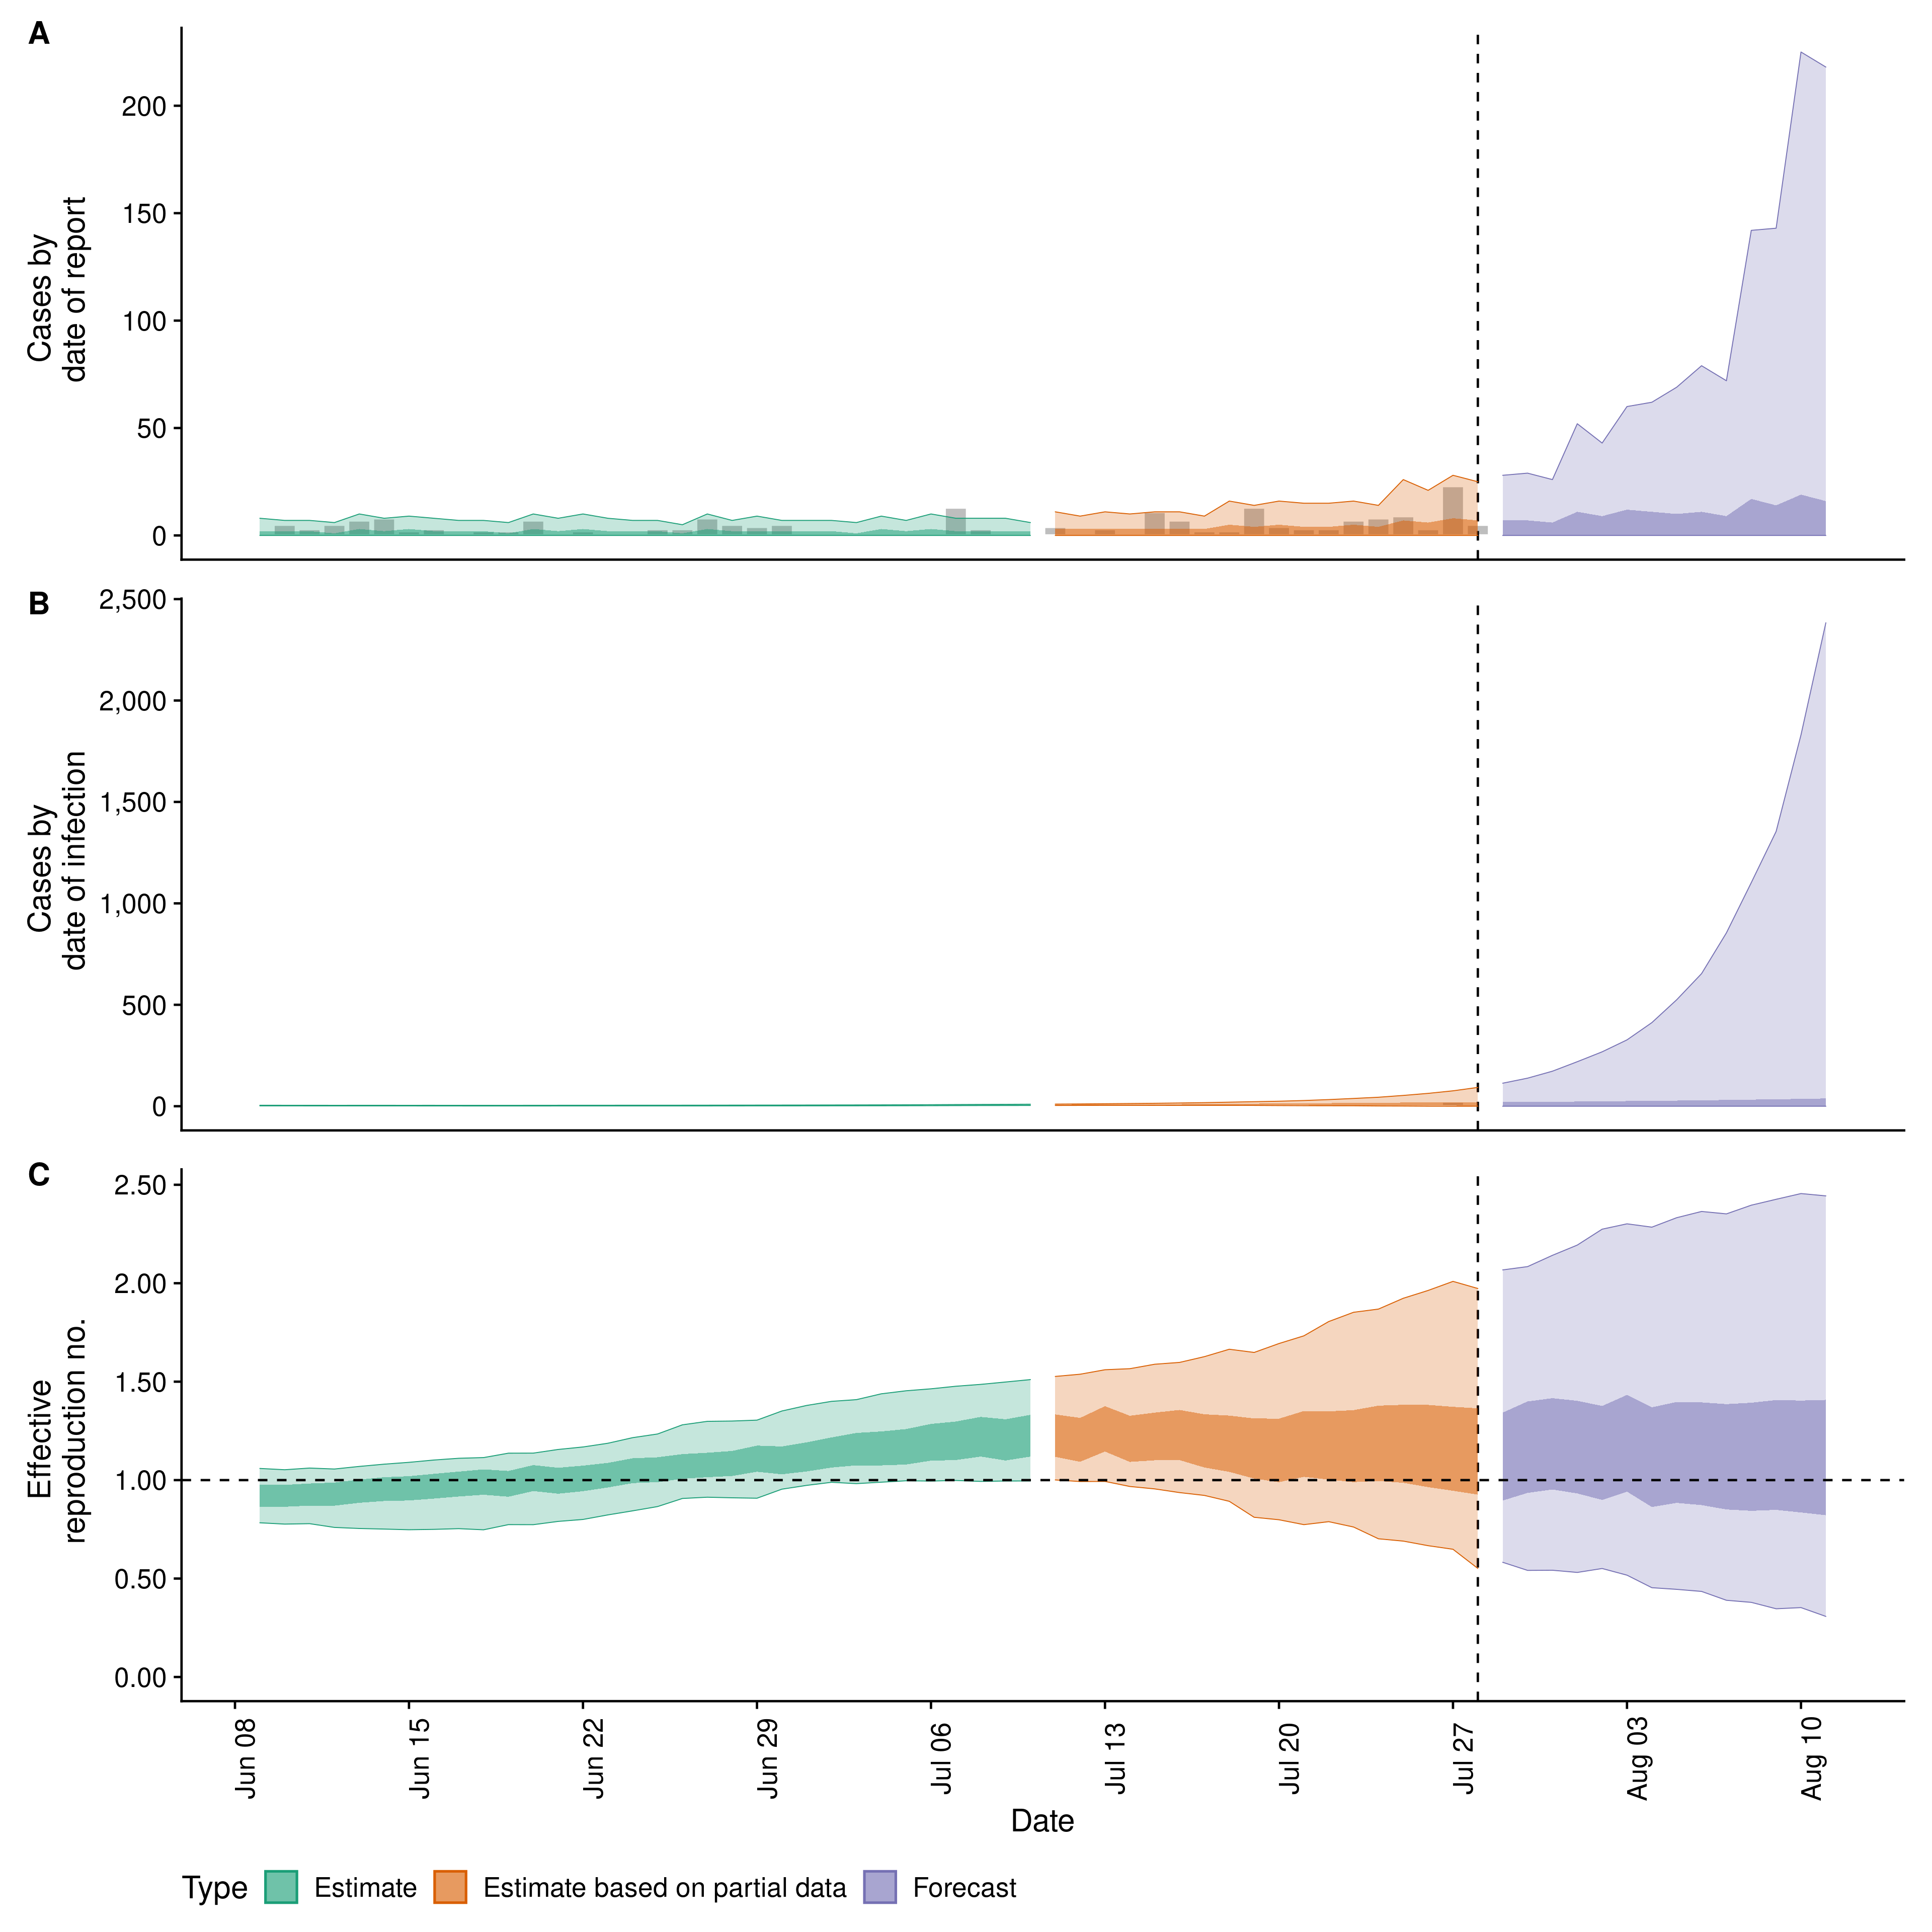 A
Cases by
date of report
200
150
100
50
0
B
Cases by
date of infection
2,500
2,000
1,500
1,000
500
0
C
Effective
reproduction no.
2.50
2.00
1.50
1.00
0.50
0.00
Jun 08
Jun 15
Jun 22
Jun 29
Jul 06
Jul 13
Jul 20
Jul 27
Aug 03
Aug 10
Date
Type Estimate Estimate based on partial data Forecast